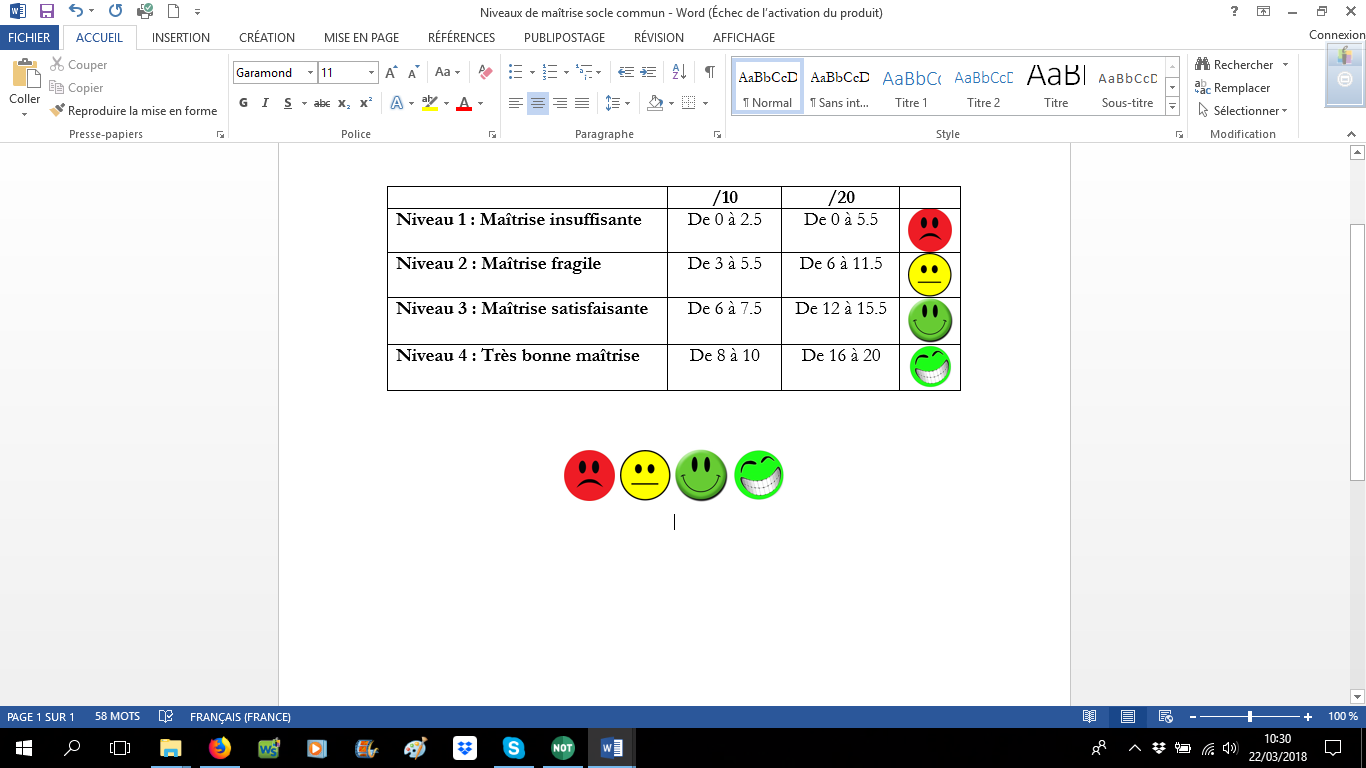 Niveaux de maîtrise socle commun - Word (Échec de l'activation du produit)
FICHIER ACCUEIL INSERTION CRÉATION MISE EN PAGE RÉFÉRENCES PUBLIPOSTAGE RÉVISION AFFICHAGE Connexion
Coller
Couper
Copier
Reproduire la mise en forme
Presse-papiers
Garamond 11
G I S abc x₂ x²
Police
Paragraphe
AaBbCcD AaBbCcD AaBbCc AaBbCcD AaBl AaBbCcD
¶ Normal ¶ Sans int... Titre 1 Titre 2 Titre Sous-titre
Style
Rechercher
Remplacer
Sélectionner
Modification
/10 /20
Niveau 1 : Maîtrise insuffisante De 0 à 2.5 De 0 à 5.5
Niveau 2 : Maîtrise fragile De 3 à 5.5 De 6 à 11.5
Niveau 3 : Maîtrise satisfaisante De 6 à 7.5 De 12 à 15.5
Niveau 4 : Très bonne maîtrise De 8 à 10 De 16 à 20
PAGE 1 SUR 1 58 MOTS FRANÇAIS (FRANCE) 100 %
NOT
10:30
22/03/2018